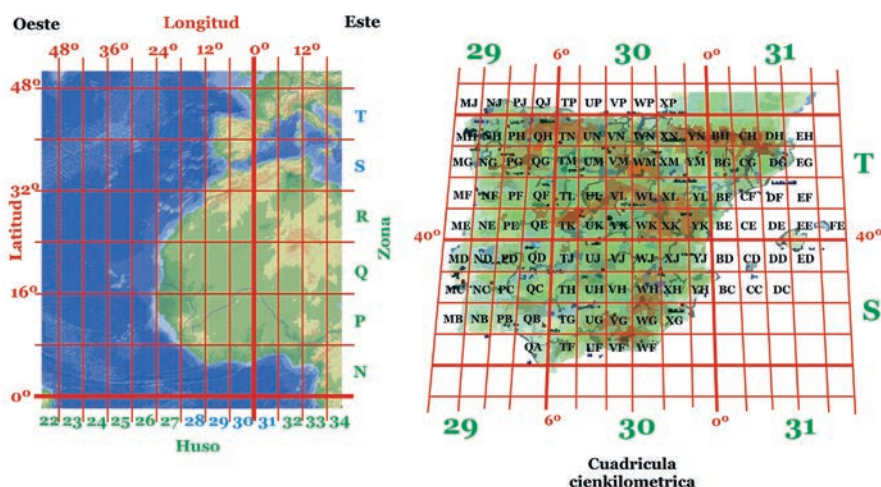 Oeste Longitud Este
48º 36º 24º 12º 0º 12º
48º
32º
16º
0º
Latitud
T
S
R
Q
P
N
Zona
22 23 24 25 26 27 28 29 30 31 32 33 34
Huso
29 6º 30 0º 31
MJ NJ PJ QJ TP UP VP WP XP
MH NH PH QH TN UN VN WN XN YN BH CH DH EH
MG NG PG QG TM UM VM WM XM YM BG CG DG EG
T
MF NF PF QF TL UL VL WL XL YL BF CF DF EF
ME NE PE QE TK UK VK WK XK YK BE CE DE EE FE
40º 40º
MD ND PD QD TJ UJ VJ WJ XJ YJ BD CD DD ED
MC NC PC QC TH UH VH WH XH YH BC CC DC
MB NB PB QB TG UG VG WG XG
S
QA TF UF VF WF
29 6º 30 0º 31
Cuadricula
cienkilometrica